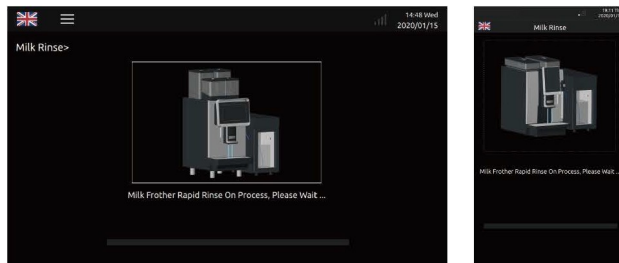 14:48 Wed
2020/01/15
Milk Rinse>
Milk Frother Rapid Rinse On Process, Please Wait ...
Milk Rinse
Milk Frother Rapid Rinse On Process, Please Wait ...